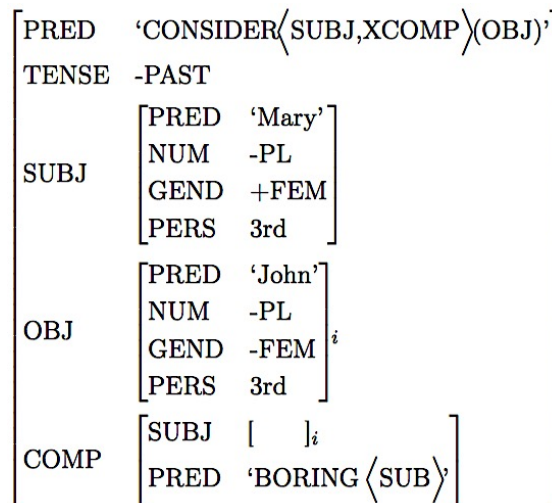 PRED ‘CONSIDER⟨SUBJ,XCOMP⟩(OBJ)’
TENSE -PAST
SUBJ
PRED ‘Mary’
NUM -PL
GEND +FEM
PERS 3rd
OBJ
PRED ‘John’
NUM -PL
GEND -FEM
PERS 3rd
i
COMP
SUBJ [ ]i
PRED ‘BORING⟨SUB⟩’